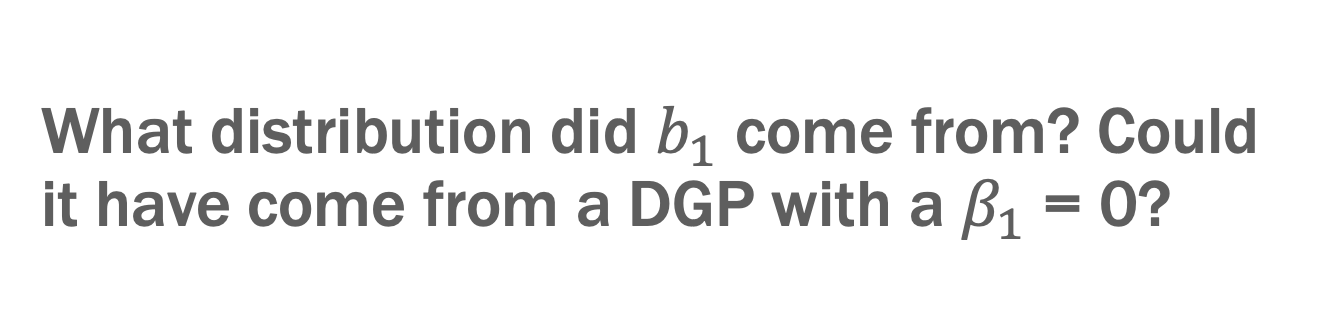 What distribution did 𝑏₁ come from? Could
it have come from a DGP with a 𝛽₁ = 0?